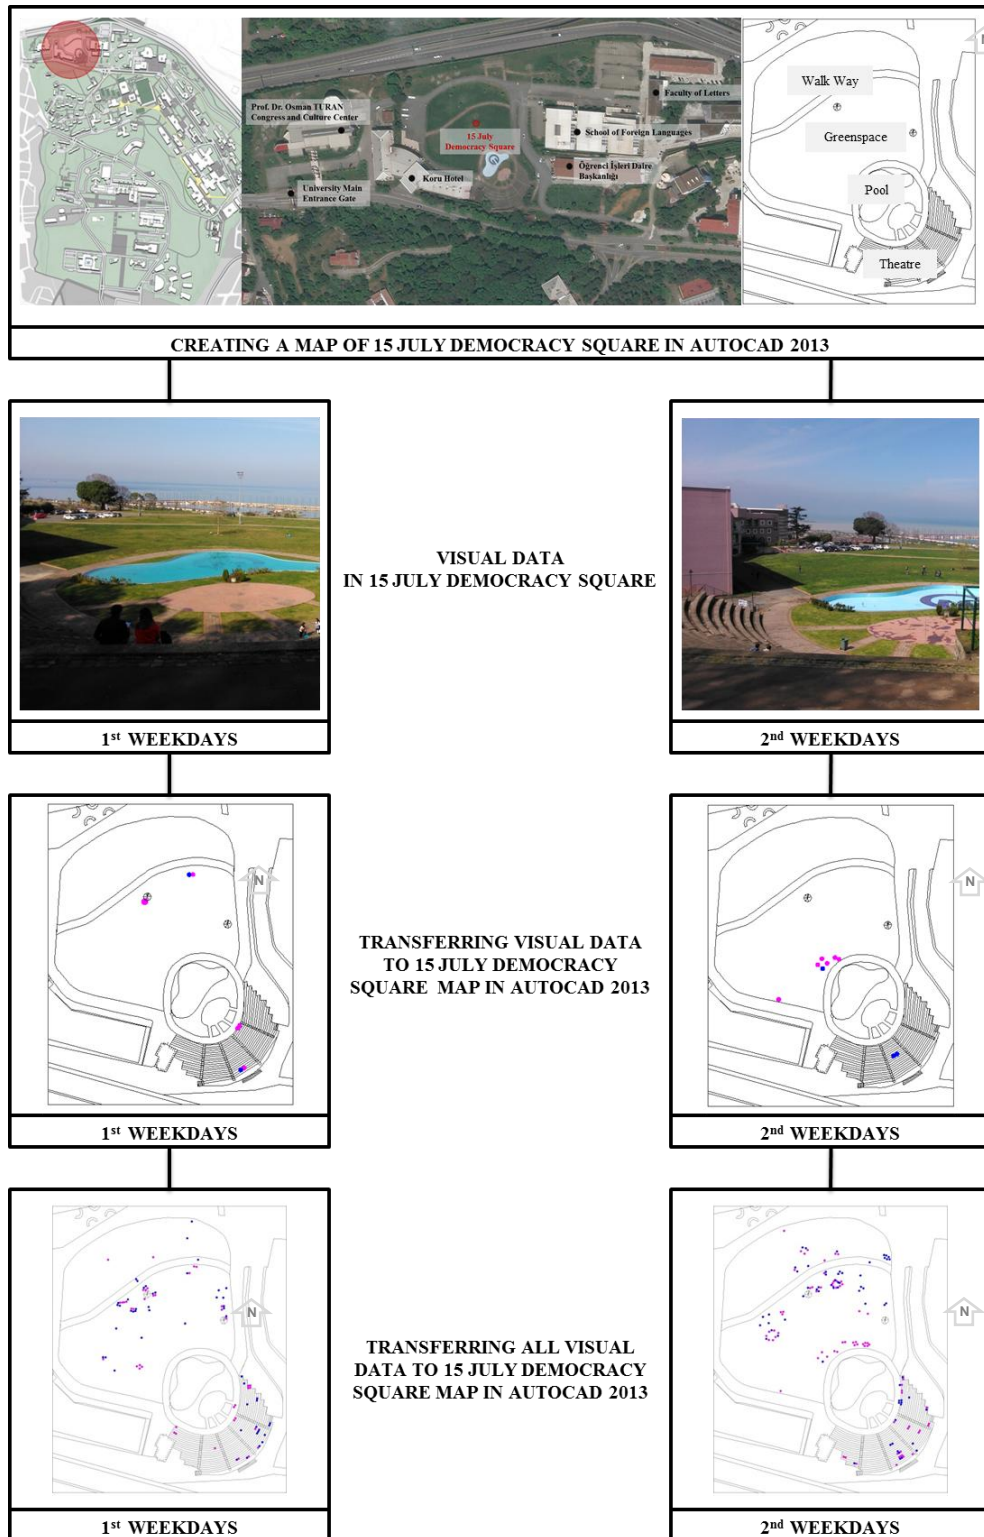 Prof. Dr. Osman TURAN
Congress and Culture Center
University Main
Entrance Gate
Koru Hotel
15 July
Democracy Square
Faculty of Letters
School of Foreign Languages
Öğrenci İşleri Daire
Başkanlığı
Walk Way
Greenspace
Pool
Theatre
CREATING A MAP OF 15 JULY DEMOCRACY SQUARE IN AUTOCAD 2013
VISUAL DATA
IN 15 JULY DEMOCRACY SQUARE
1st WEEKDAYS
2nd WEEKDAYS
N
TRANSFERRING VISUAL DATA
TO 15 JULY DEMOCRACY
SQUARE MAP IN AUTOCAD 2013
N
1st WEEKDAYS
2nd WEEKDAYS
N
TRANSFERRING ALL VISUAL
DATA TO 15 JULY DEMOCRACY
SQUARE MAP IN AUTOCAD 2013
N
1st WEEKDAYS
2nd WEEKDAYS